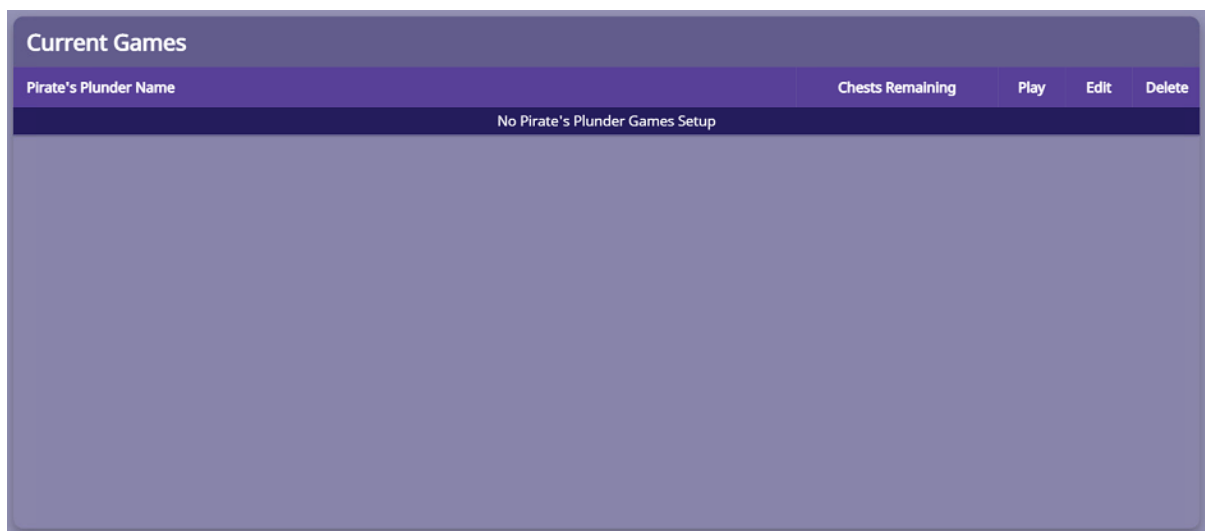 Current Games
Pirate's Plunder Name Chests Remaining Play Edit Delete
No Pirate's Plunder Games Setup